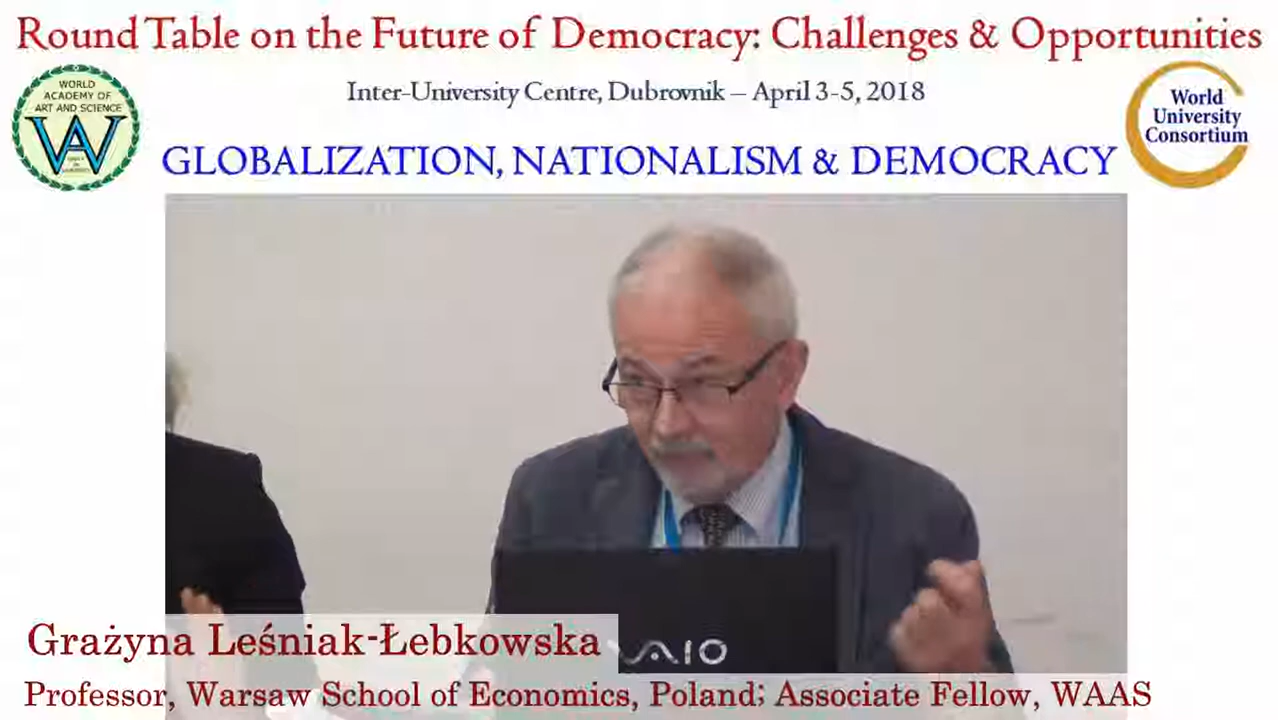 Round Table on the Future of Democracy: Challenges & Opportunities
Inter-University Centre, Dubrovnik – April 3-5, 2018
WORLD
ACADEMY OF
ART AND SCIENCE
World
University
Consortium
GLOBALIZATION, NATIONALISM & DEMOCRACY
Grażyna Leśniak-Łebkowska
VAIO
Professor, Warsaw School of Economics, Poland; Associate Fellow, WAAS